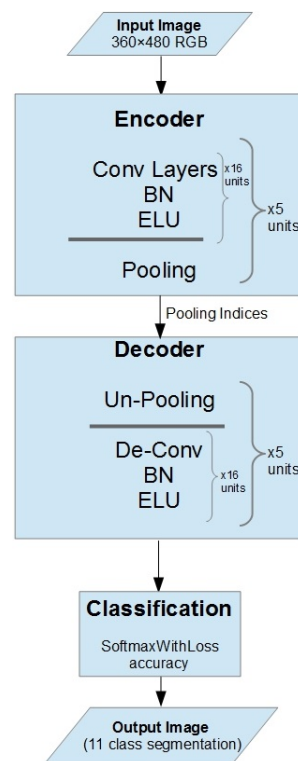 Input Image
360×480 RGB
Encoder
Conv Layers
BN
ELU
x16
units
Pooling
x5
units
Pooling Indices
Decoder
Un-Pooling
De-Conv
BN
ELU
x16
units
x5
units
Classification
SoftmaxWithLoss
accuracy
Output Image
(11 class segmentation)